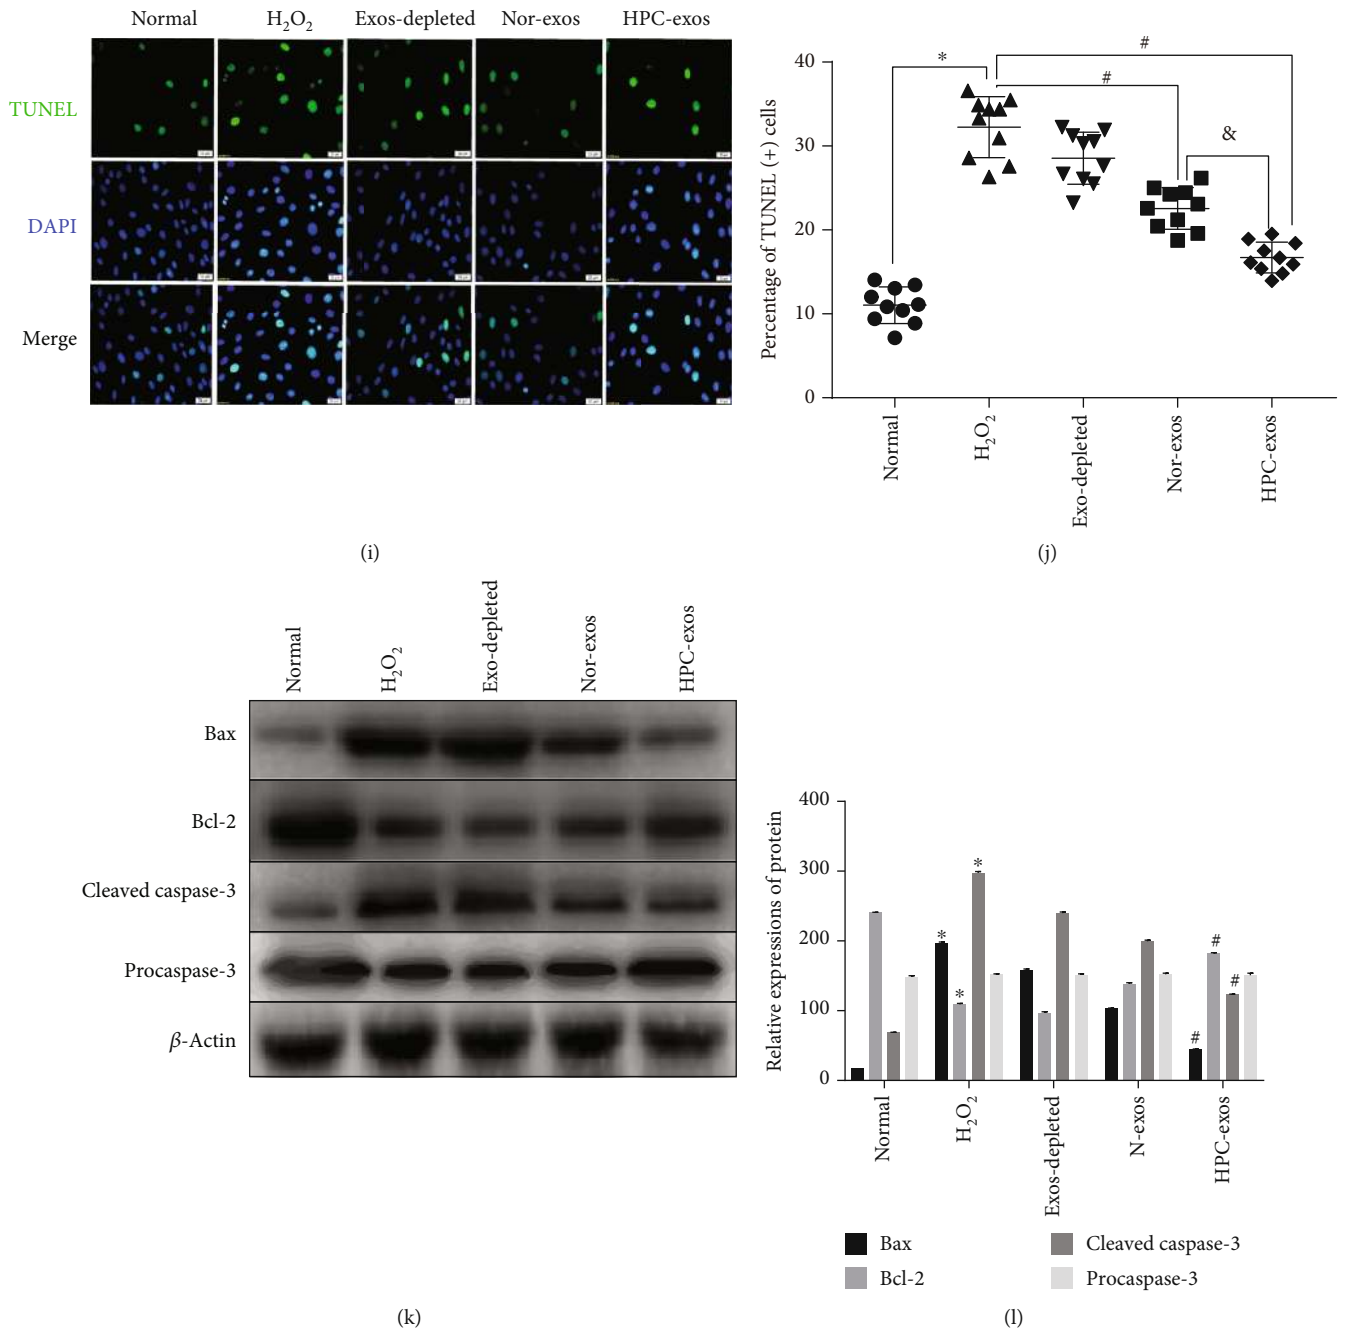 Normal H₂O₂ Exos-depleted Nor-exos HPC-exos
TUNEL
DAPI
Merge
(i)
Percentage of TUNEL (+) cells
40
30
20
10
0
* # # &
Normal H₂O₂ Exo-depleted Nor-exos HPC-exos
(j)
Normal H₂O₂ Exo-depleted Nor-exos HPC-exos
Bax
Bcl-2
Cleaved caspase-3
Procaspase-3
β-Actin
(k)
Relative expressions of protein
400
300
200
100
0
* * * # # #
Normal H₂O₂ Exos-depleted N-exos HPC-exos
Bax Cleaved caspase-3
Bcl-2 Procaspase-3
(l)